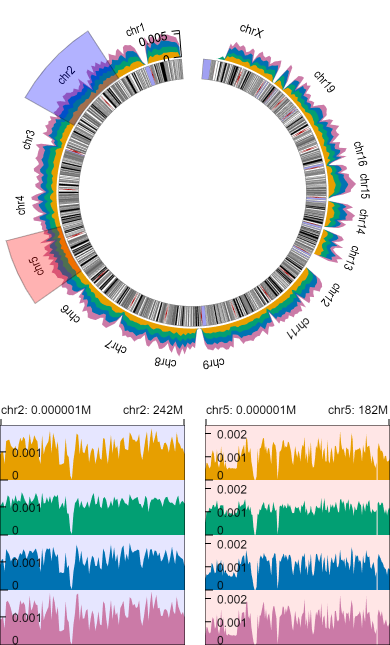 chr1
0.005
0
chrX
chr2
chr19
chr3
chr16
chr15
chr4
chr14
chr5
chr13
chr6
chr12
chr7
chr11
chr8
chr9
chr2: 0.000001M chr2: 242M
chr5: 0.000001M chr5: 182M
0.001
0
0.001
0
0.001
0
0.001
0
0.002
0.001
0
0.002
0.001
0
0.002
0.001
0
0.002
0.001
0